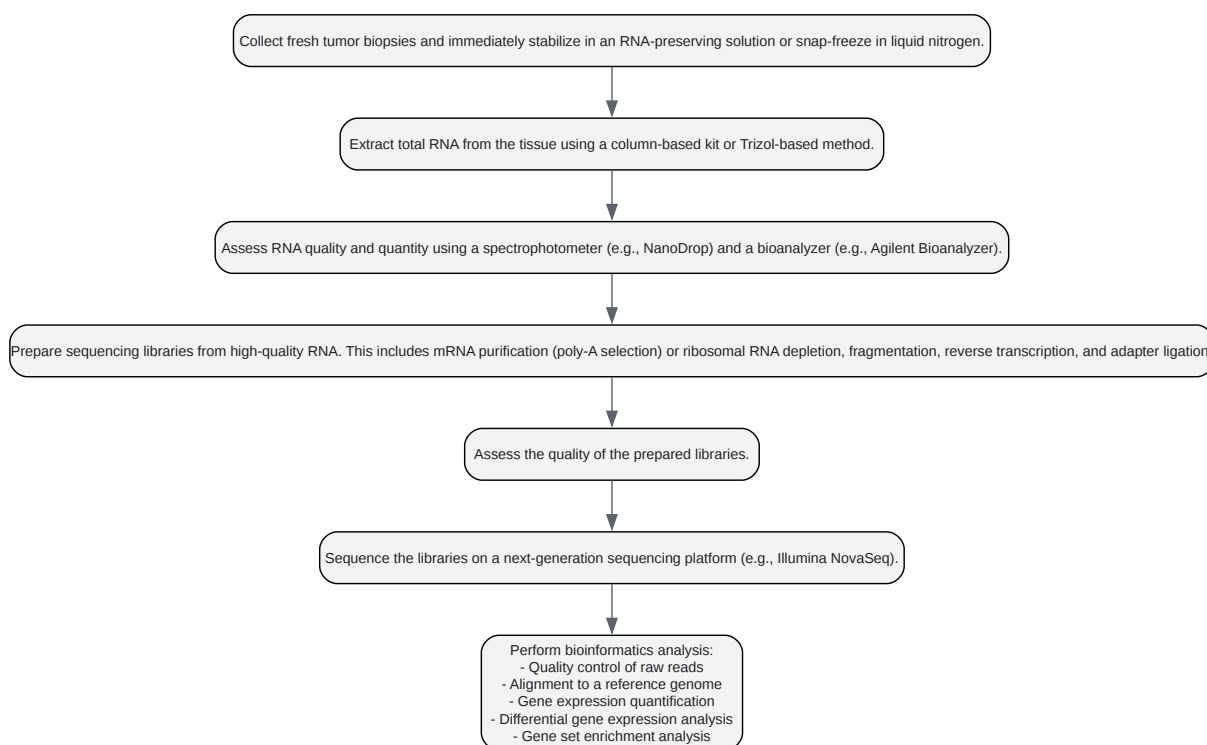 Collect fresh tumor biopsies and immediately stabilize in an RNA-preserving solution or snap-freeze in liquid nitrogen.
Extract total RNA from the tissue using a column-based kit or Trizol-based method.
Assess RNA quality and quantity using a spectrophotometer (e.g., NanoDrop) and a bioanalyzer (e.g., Agilent Bioanalyzer).
Prepare sequencing libraries from high-quality RNA. This includes mRNA purification (poly-A selection) or ribosomal RNA depletion, fragmentation, reverse transcription, and adapter ligation
Assess the quality of the prepared libraries.
Sequence the libraries on a next-generation sequencing platform (e.g., Illumina NovaSeq).
Perform bioinformatics analysis:
- Quality control of raw reads
- Alignment to a reference genome
- Gene expression quantification
- Differential gene expression analysis
- Gene set enrichment analysis